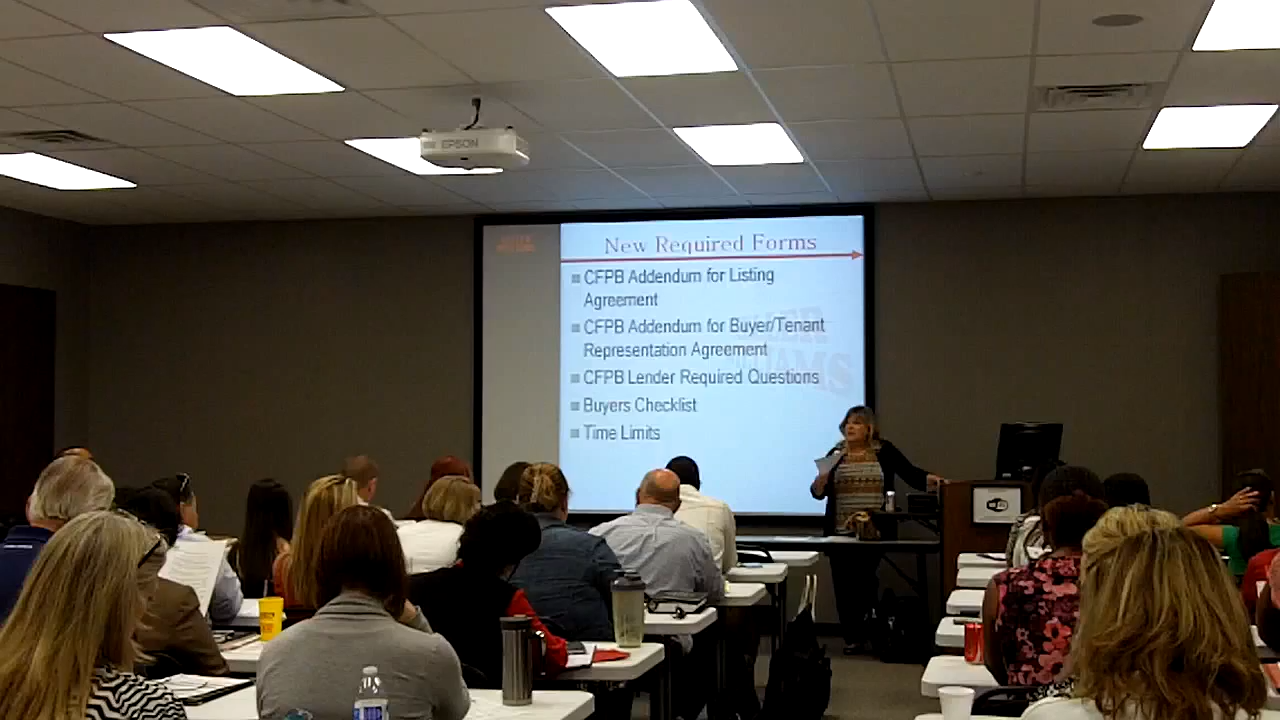 EPSON
New Required Forms
CFPB Addendum for Listing
Agreement
CFPB Addendum for Buyer/Tenant
Representation Agreement
CFPB Lender Required Questions
Buyers Checklist
Time Limits